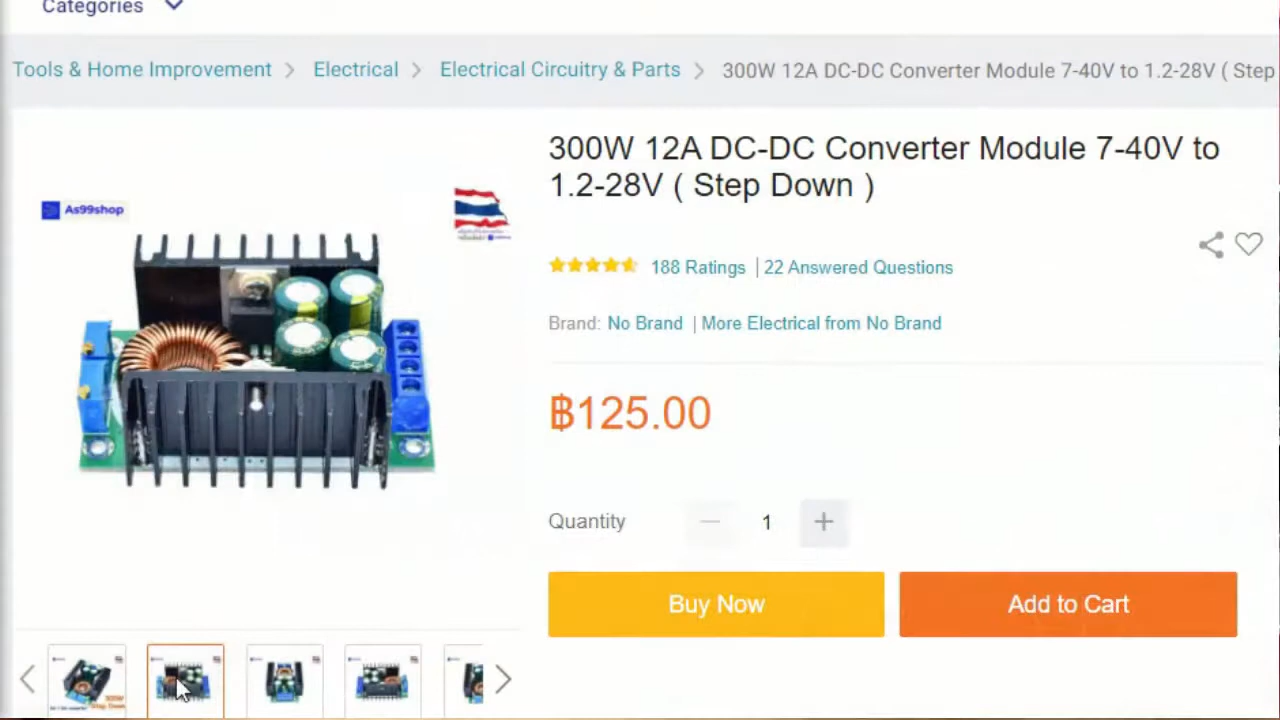 Categories
Tools & Home Improvement
Electrical
Electrical Circuitry & Parts
300W 12A DC-DC Converter Module 7-40V to 1.2-28V ( Step
As99shop
300W 12A DC-DC Converter Module 7-40V to
1.2-28V ( Step Down )
188 Ratings | 22 Answered Questions
Brand: No Brand | More Electrical from No Brand
฿125.00
Quantity
1
Buy Now
Add to Cart
300W
Step Down